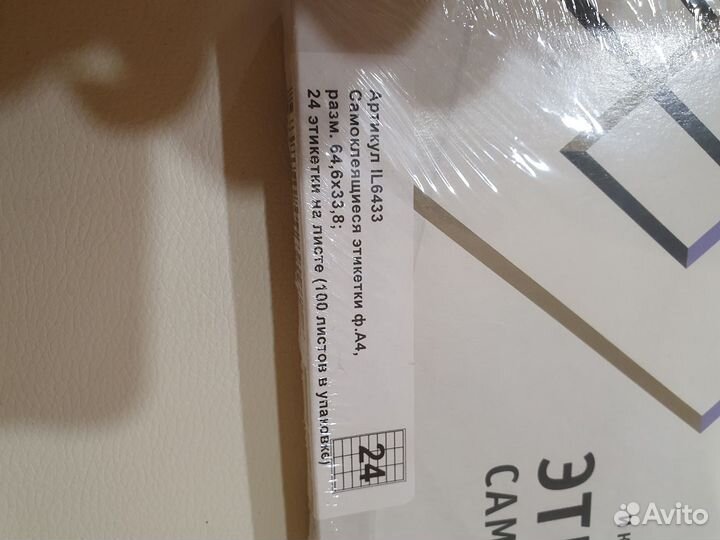 Артикул IL6433
Самоклеящиеся этикетки ф.А4,
разм. 64,6х33,8;
24 этикетки на листе (100 листов в упаковке)
24
ЭТ
САМ
Avito